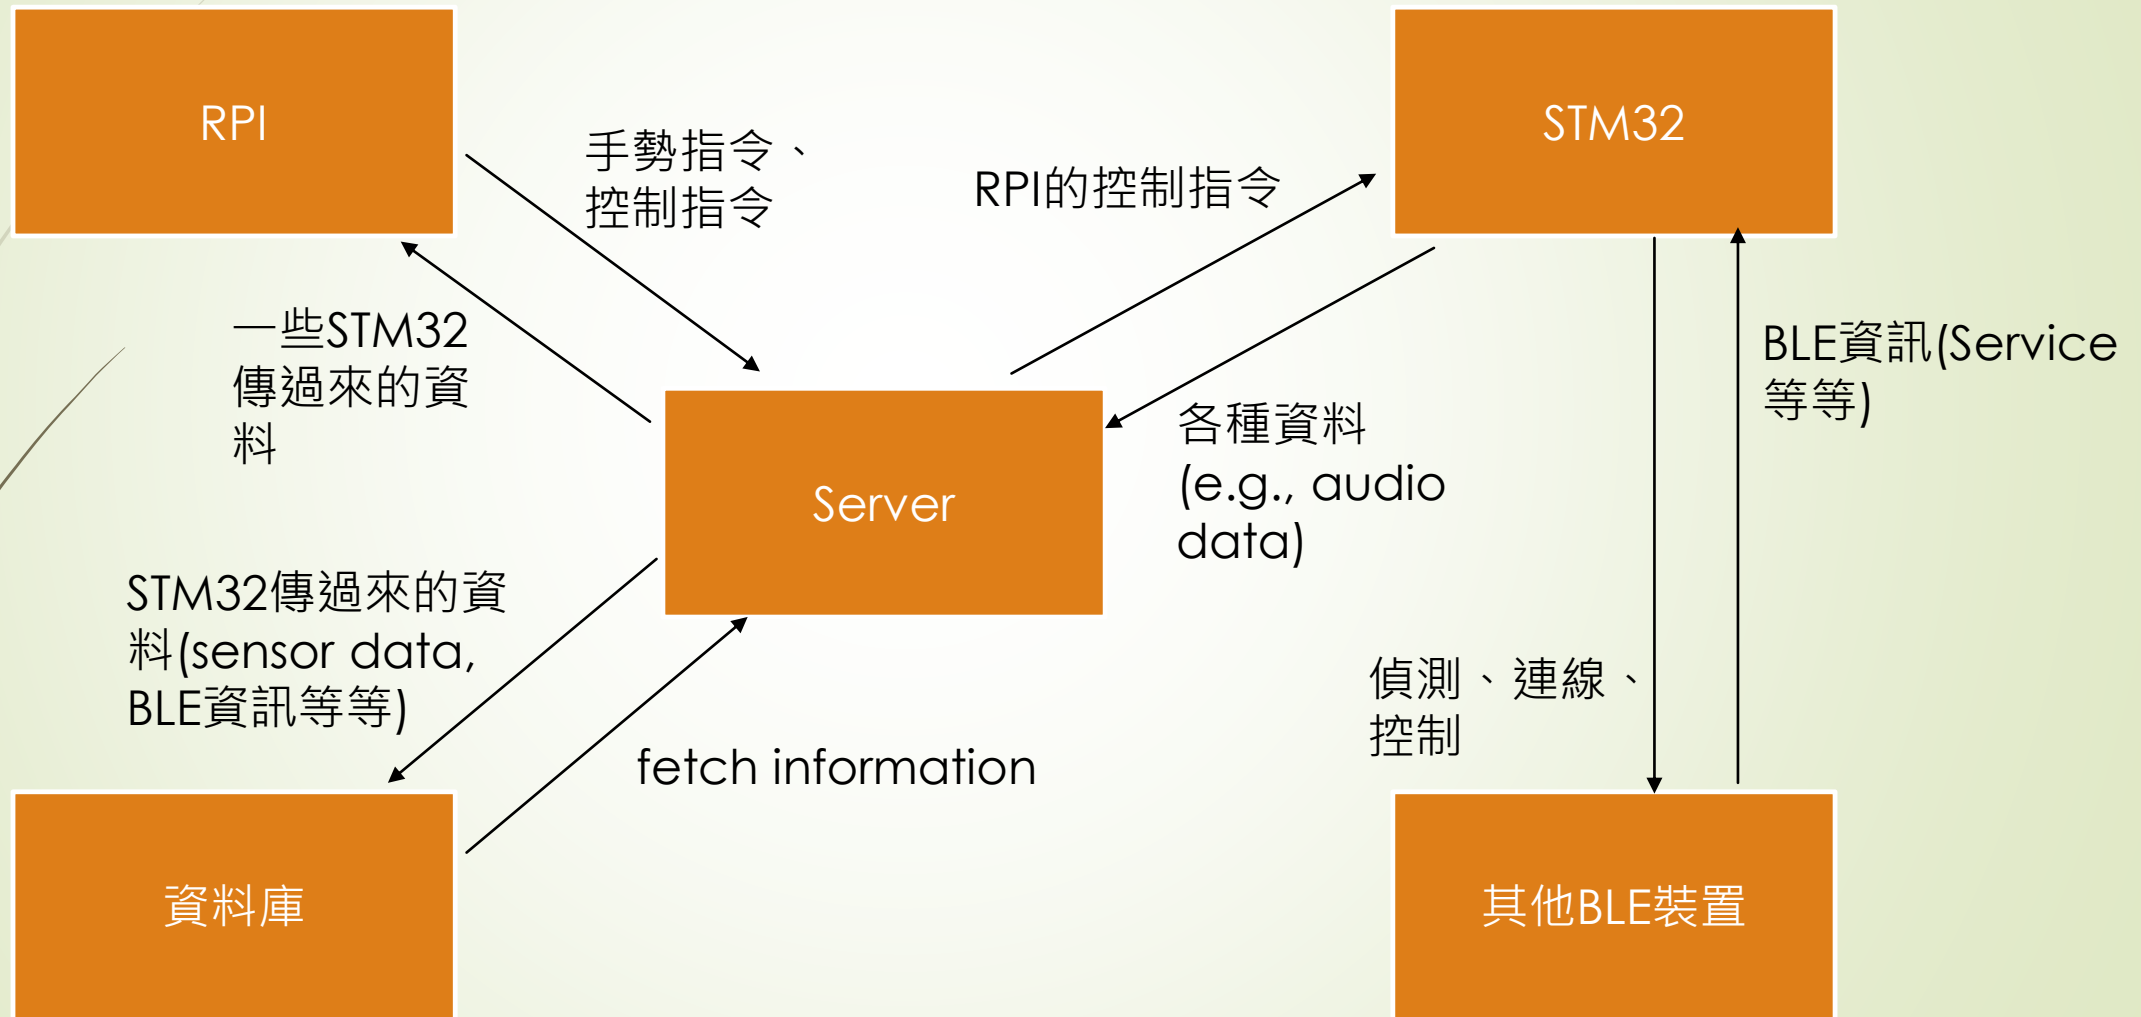 RPI
STM32
手勢指令、
控制指令
RPI的控制指令
一些STM32
傳過來的資
料
BLE資訊(Service
等等)
各種資料
(e.g., audio
data)
Server
STM32傳過來的資
料(sensor data,
BLE資訊等等)
偵測、連線、
控制
fetch information
資料庫
其他BLE裝置